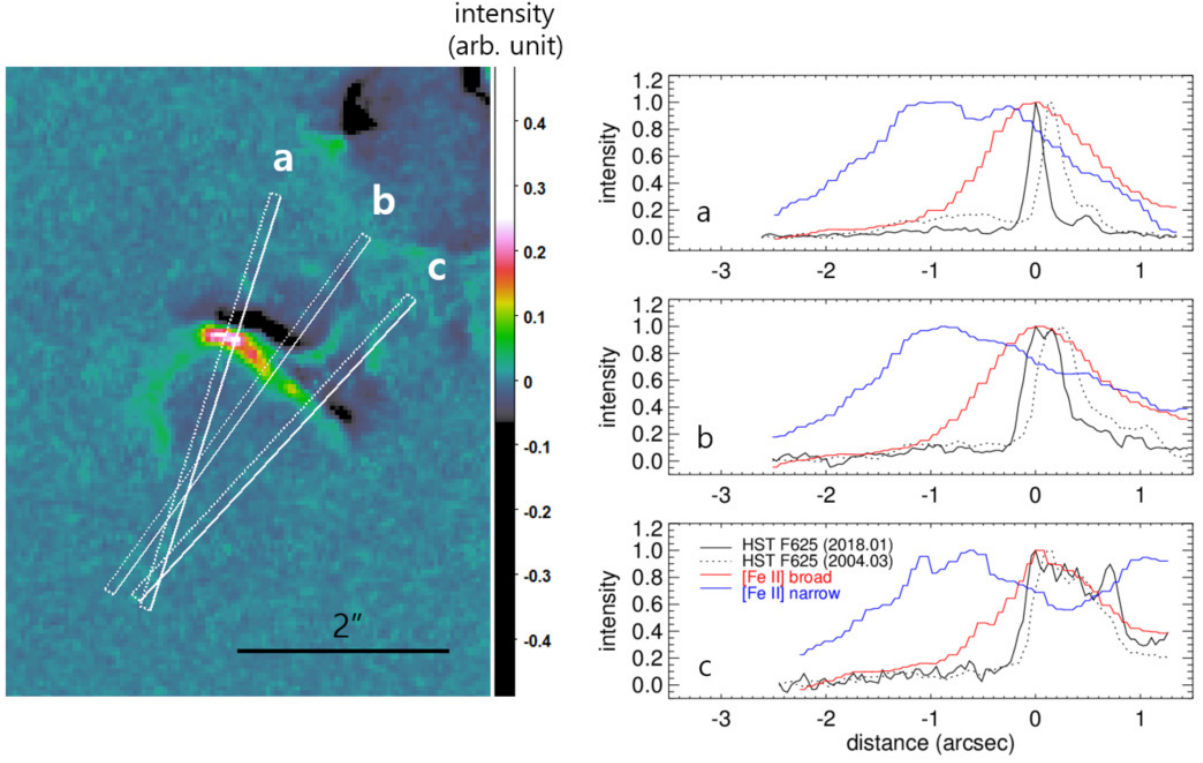 intensity
(arb. unit)
a
b
c
2″
0.4
0.3
0.2
0.1
0
-0.1
-0.2
-0.3
-0.4
1.2
1.0
0.8
0.6
0.4
0.2
0.0
intensity
a
-3 -2 -1 0 1
1.2
1.0
0.8
0.6
0.4
0.2
0.0
intensity
b
-3 -2 -1 0 1
1.2
1.0
0.8
0.6
0.4
0.2
0.0
intensity
HST F625 (2018.01)
HST F625 (2004.03)
[Fe II] broad
[Fe II] narrow
c
-3 -2 -1 0 1
distance (arcsec)